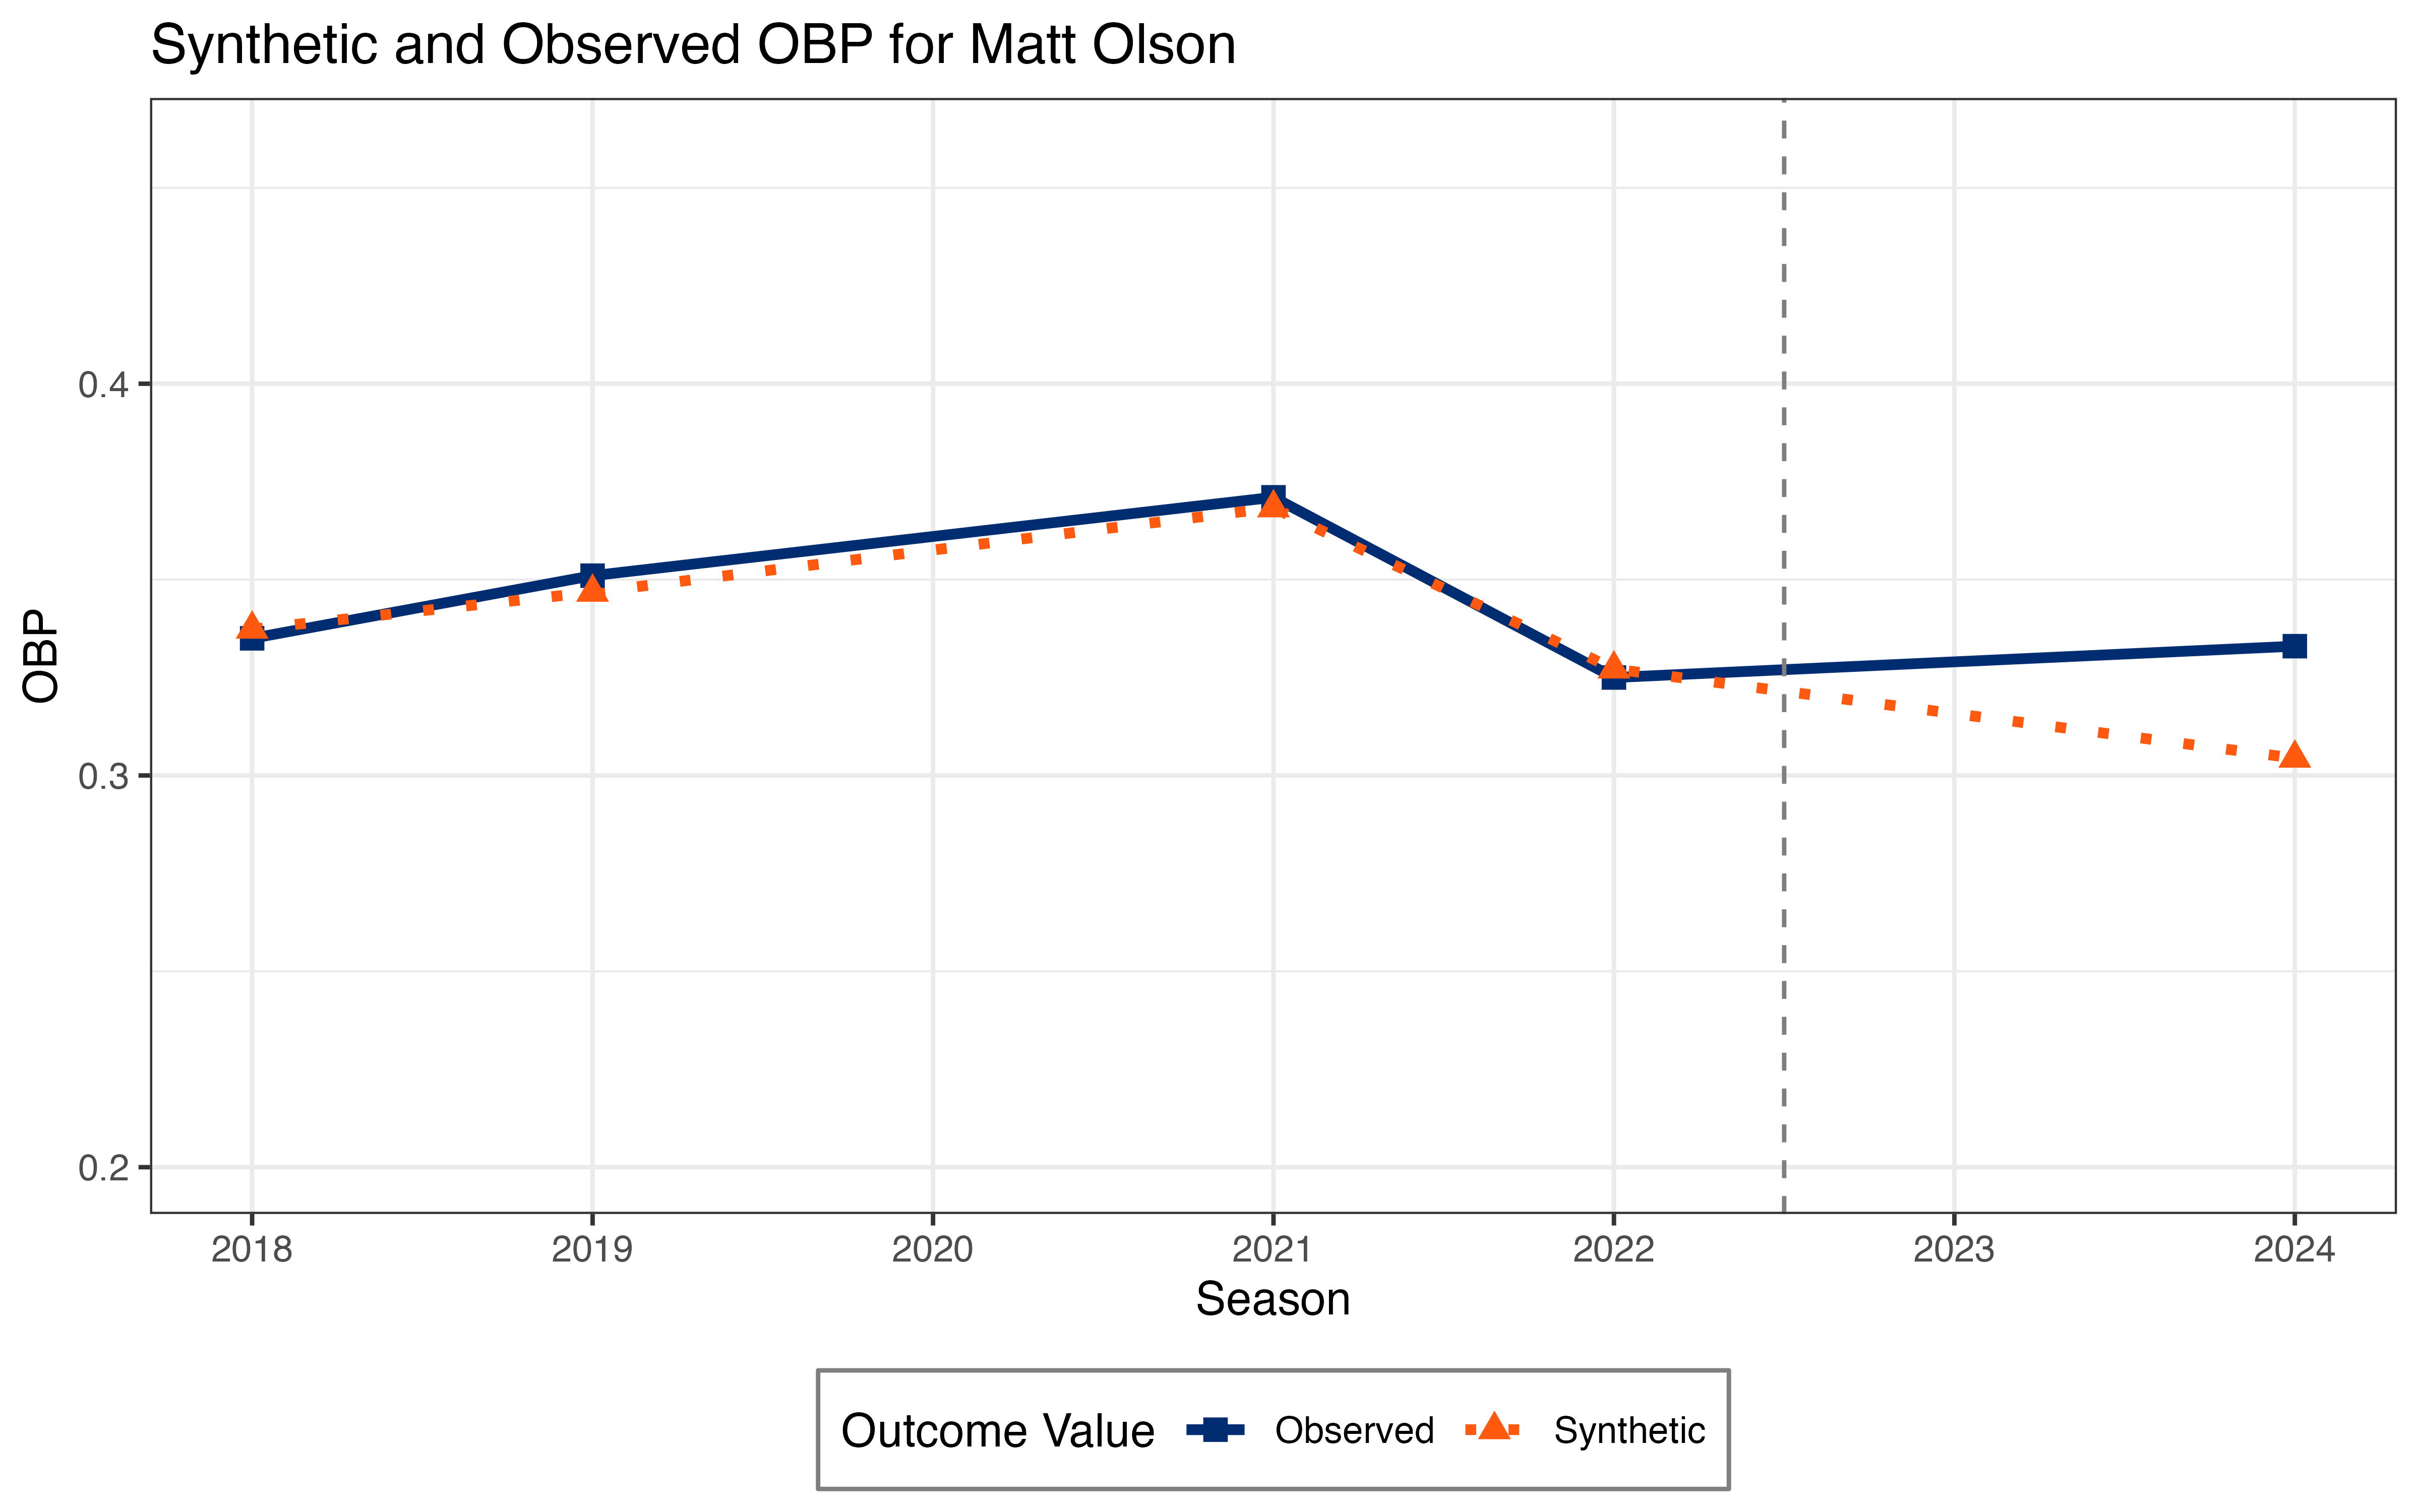 Synthetic and Observed OBP for Matt Olson
OBP
0.4
0.3
0.2
2018 2019 2020 2021 2022 2023 2024
Season
Outcome Value Observed Synthetic